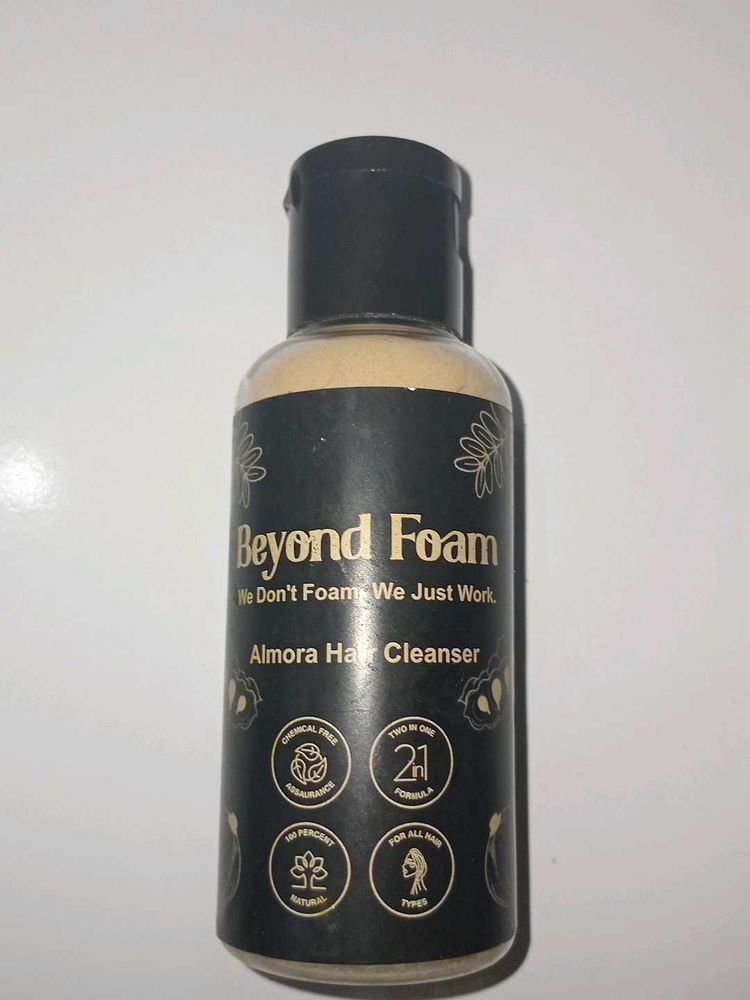 Beyond Foam
We Don't Foam, We Just Work.
Almora Hair Cleanser
CHEMICAL FREE
ASSAURANCE
TWO IN ONE
2in1
FORMULA
100 PERCENT
NATURAL
FOR ALL HAIR
TYPES